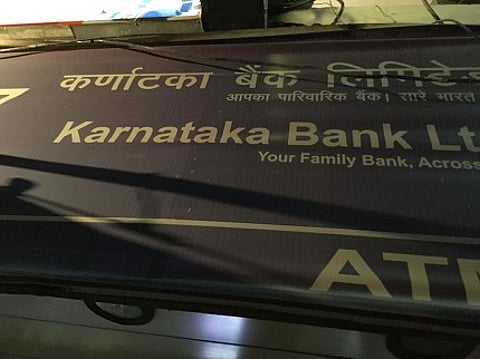 कर्णाटका बैंक लिमिटे
आपका पारिवारिक बैंक। सारे भारत
Karnataka Bank Lt
Your Family Bank, Across
ATM